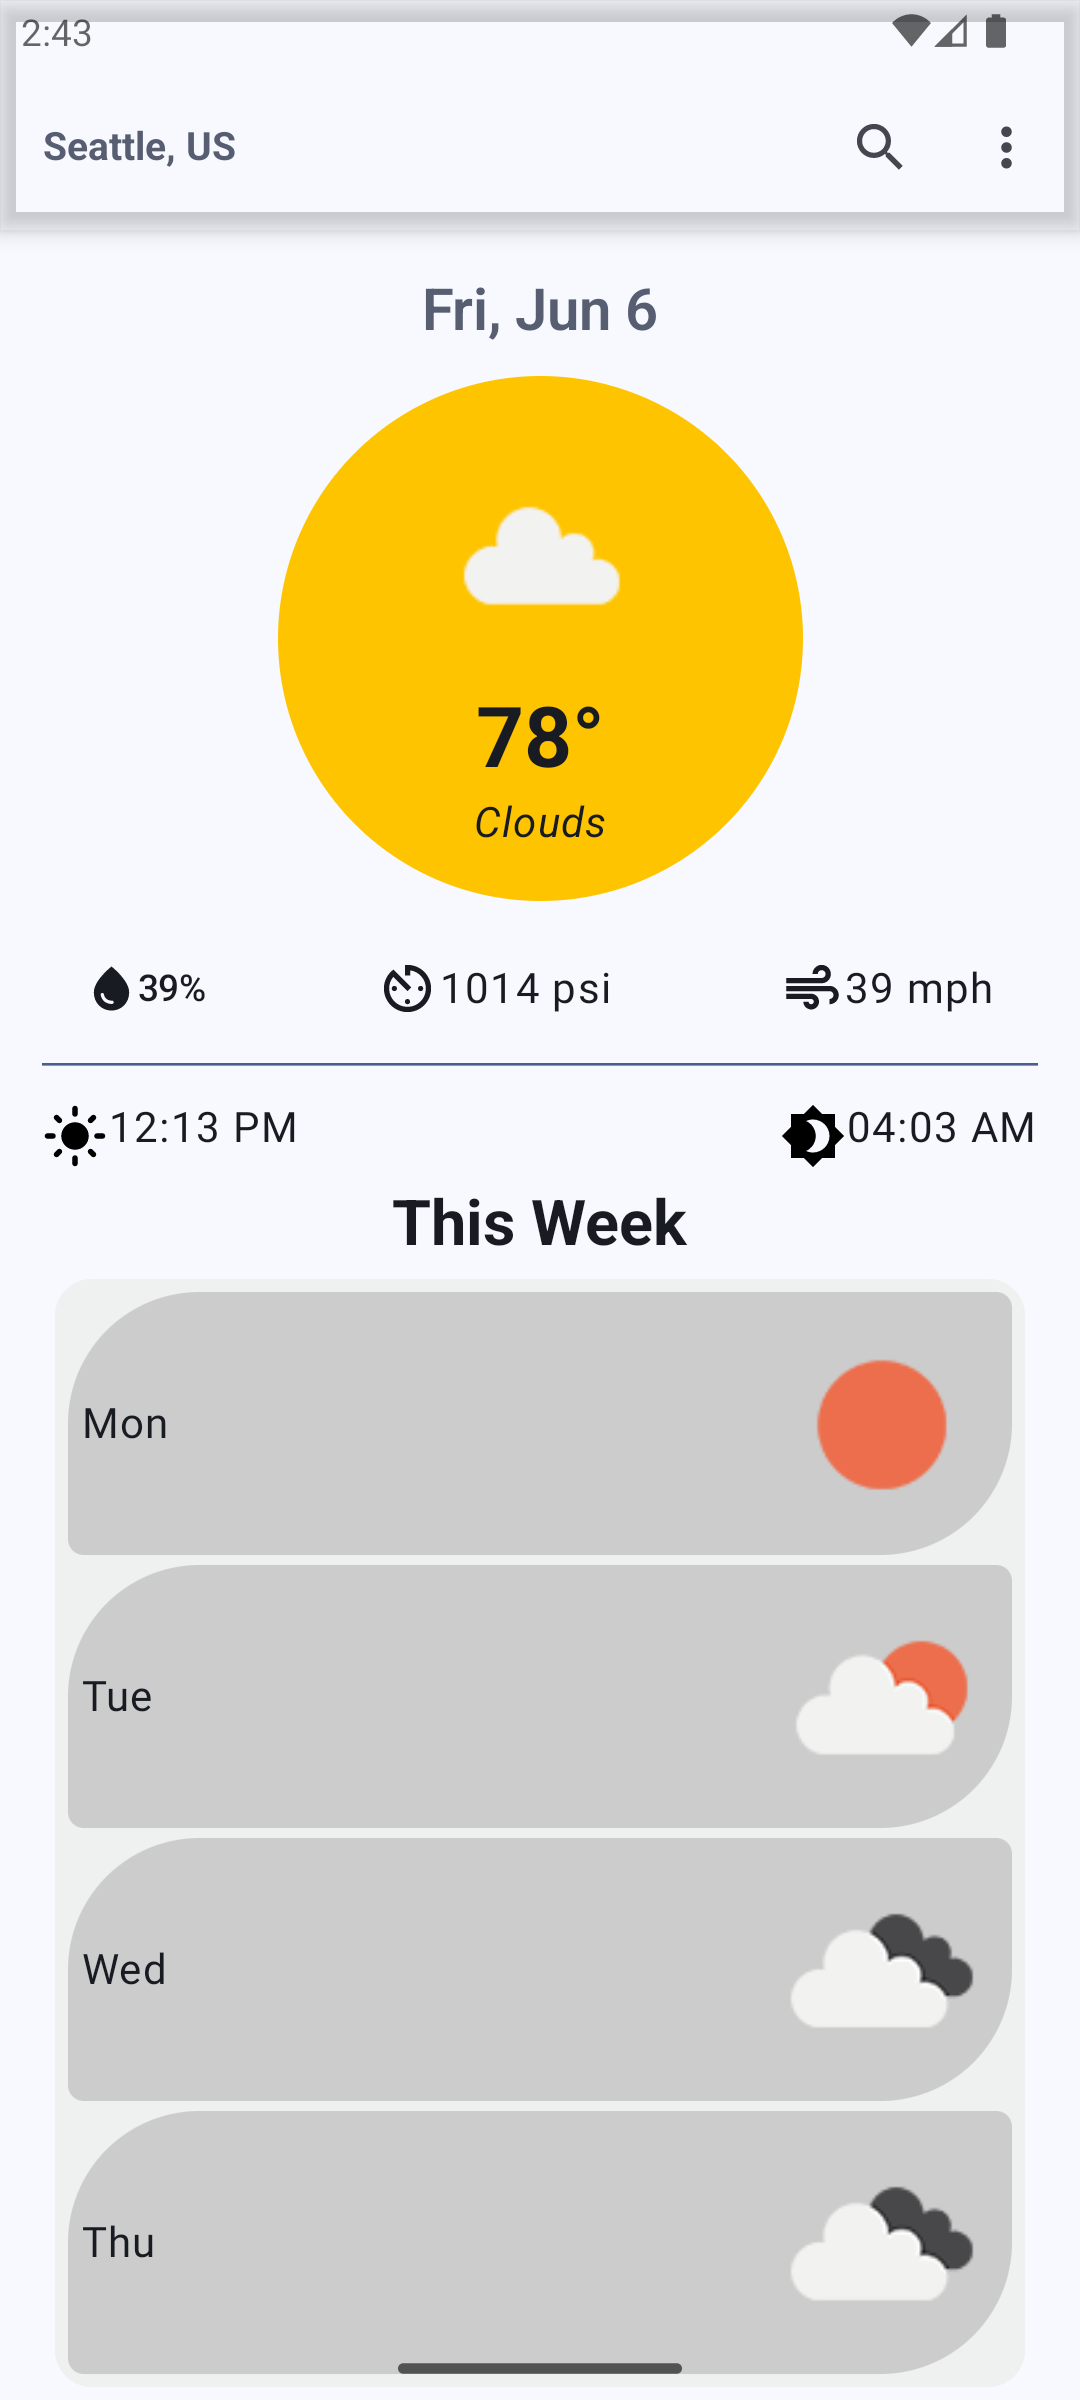 2:43
Seattle, US
Fri, Jun 6
78°
Clouds
39% 1014 psi 39 mph
12:13 PM 04:03 AM
This Week
Mon
Tue
Wed
Thu